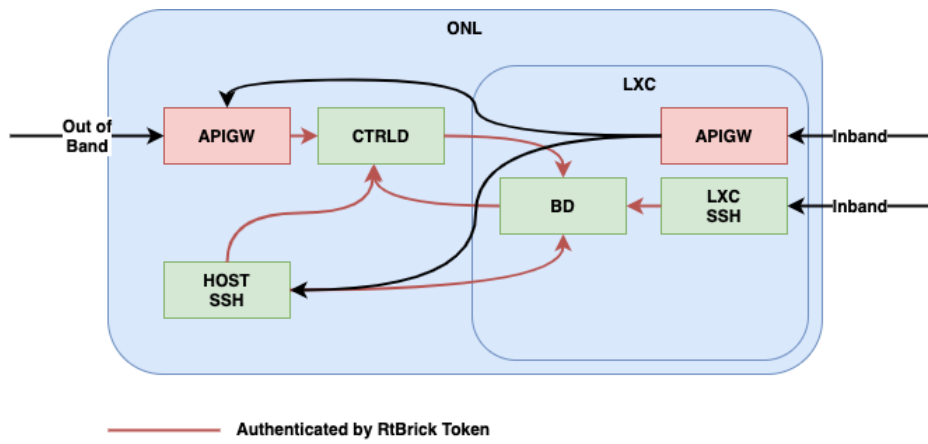 ONL
LXC
Out of
Band
APIGW
CTRLD
APIGW
Inband
BD
LXC
SSH
Inband
HOST
SSH
Authenticated by RtBrick Token